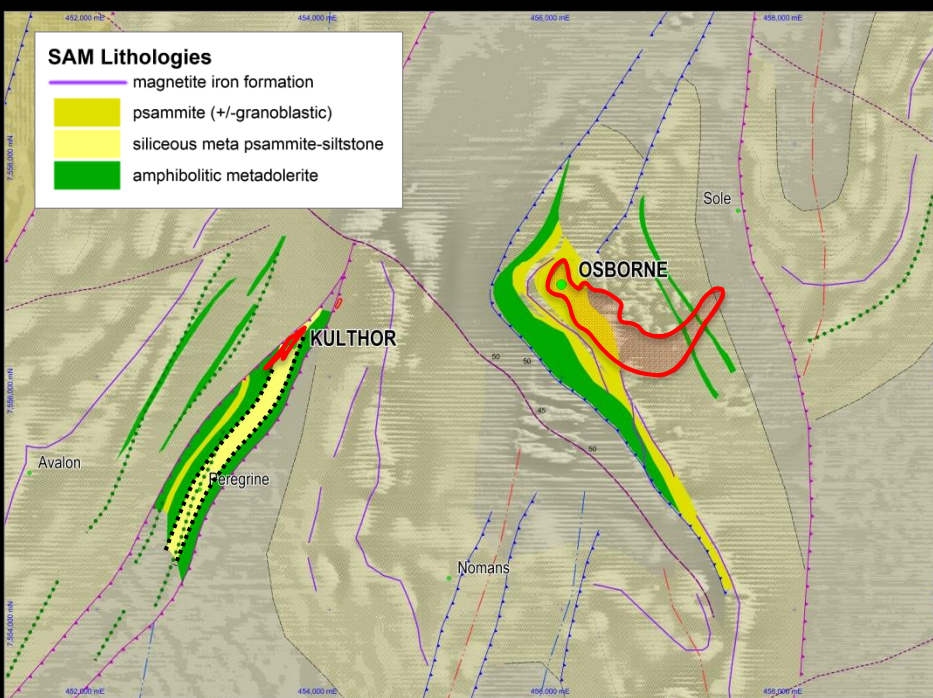 452,000 mE
454,000 mE
456,000 mE
458,000 mE
SAM Lithologies
magnetite iron formation
psammite (+/-granoblastic)
siliceous meta psammite-siltstone
amphibolitic metadolerite
7,558,000 mN
Sole
OSBORNE
KULTHOR
50
50
7,556,000 mN
45
50
Avalon
Peregrine
Nomans
7,554,000 mN
452,000 mE
454,000 mE
456,000 mE
458,000 mE